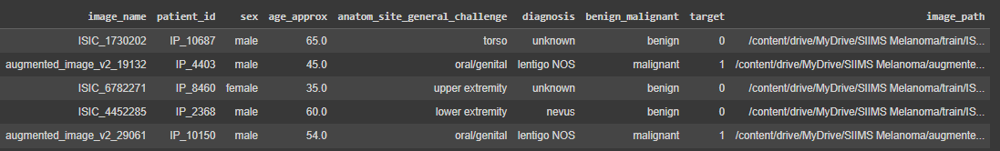 image_name patient_id sex age_approx anatom_site_general_challenge diagnosis benign_malignant target image_path
ISIC_1730202 IP_10687 male 65.0 torso unknown benign 0 /content/drive/MyDrive/SIIMS Melanoma/train/IS...
augmented_image_v2_19132 IP_4403 male 45.0 oral/genital lentigo NOS malignant 1 /content/drive/MyDrive/SIIMS Melanoma/augmente...
ISIC_6782271 IP_8460 female 35.0 upper extremity unknown benign 0 /content/drive/MyDrive/SIIMS Melanoma/train/IS...
ISIC_4452285 IP_2368 male 60.0 lower extremity nevus benign 0 /content/drive/MyDrive/SIIMS Melanoma/train/IS...
augmented_image_v2_29061 IP_10150 male 54.0 oral/genital lentigo NOS malignant 1 /content/drive/MyDrive/SIIMS Melanoma/augmente...